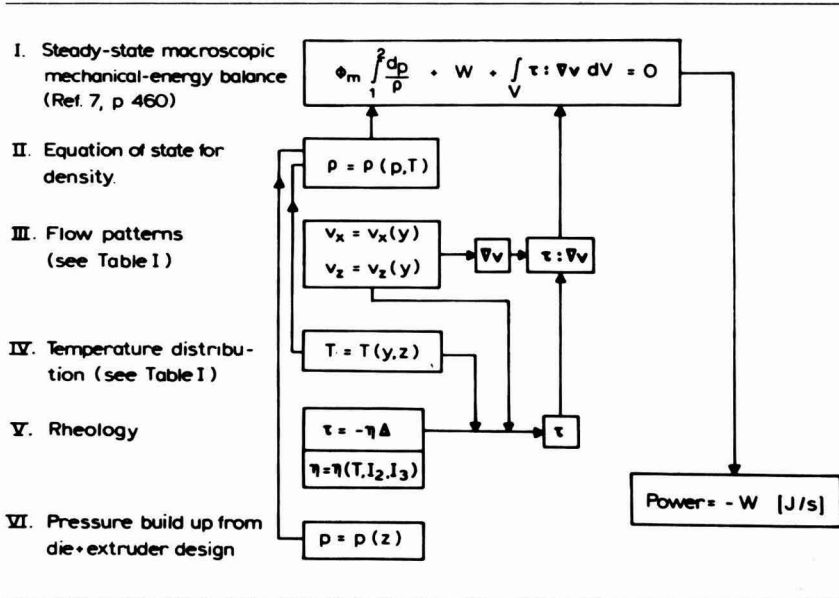 I. Steady-state macroscopic
mechanical-energy balance
(Ref. 7, p 460)
Φm ∫₁² dp/ρ + W + ∫V τ : ∇v dV = 0
II. Equation of state for
density.
ρ = ρ (p,T)
III. Flow patterns
(see Table I)
vx = vx (y)
vz = vz (y)
∇v
τ : ∇v
IV. Temperature distribu-
tion (see Table I)
T = T (y,z)
V. Rheology
τ = -η Δ
η=η(T,I₂,I₃)
τ
Power = - W [J/s]
VI. Pressure build up from
die+extruder design
p = p (z)